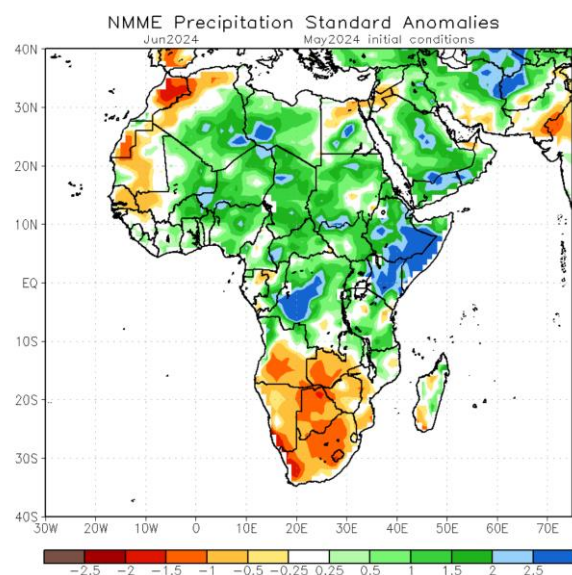 NMME Precipitation Standard Anomalies
Jun2024 May2024 initial conditions
40N
30N
20N
10N
EQ
10S
20S
30S
40S
30W 20W 10W 0 10E 20E 30E 40E 50E 60E 70E
-2.5 -2 -1.5 -1 -0.5 -0.25 0.25 0.5 1 1.5 2 2.5